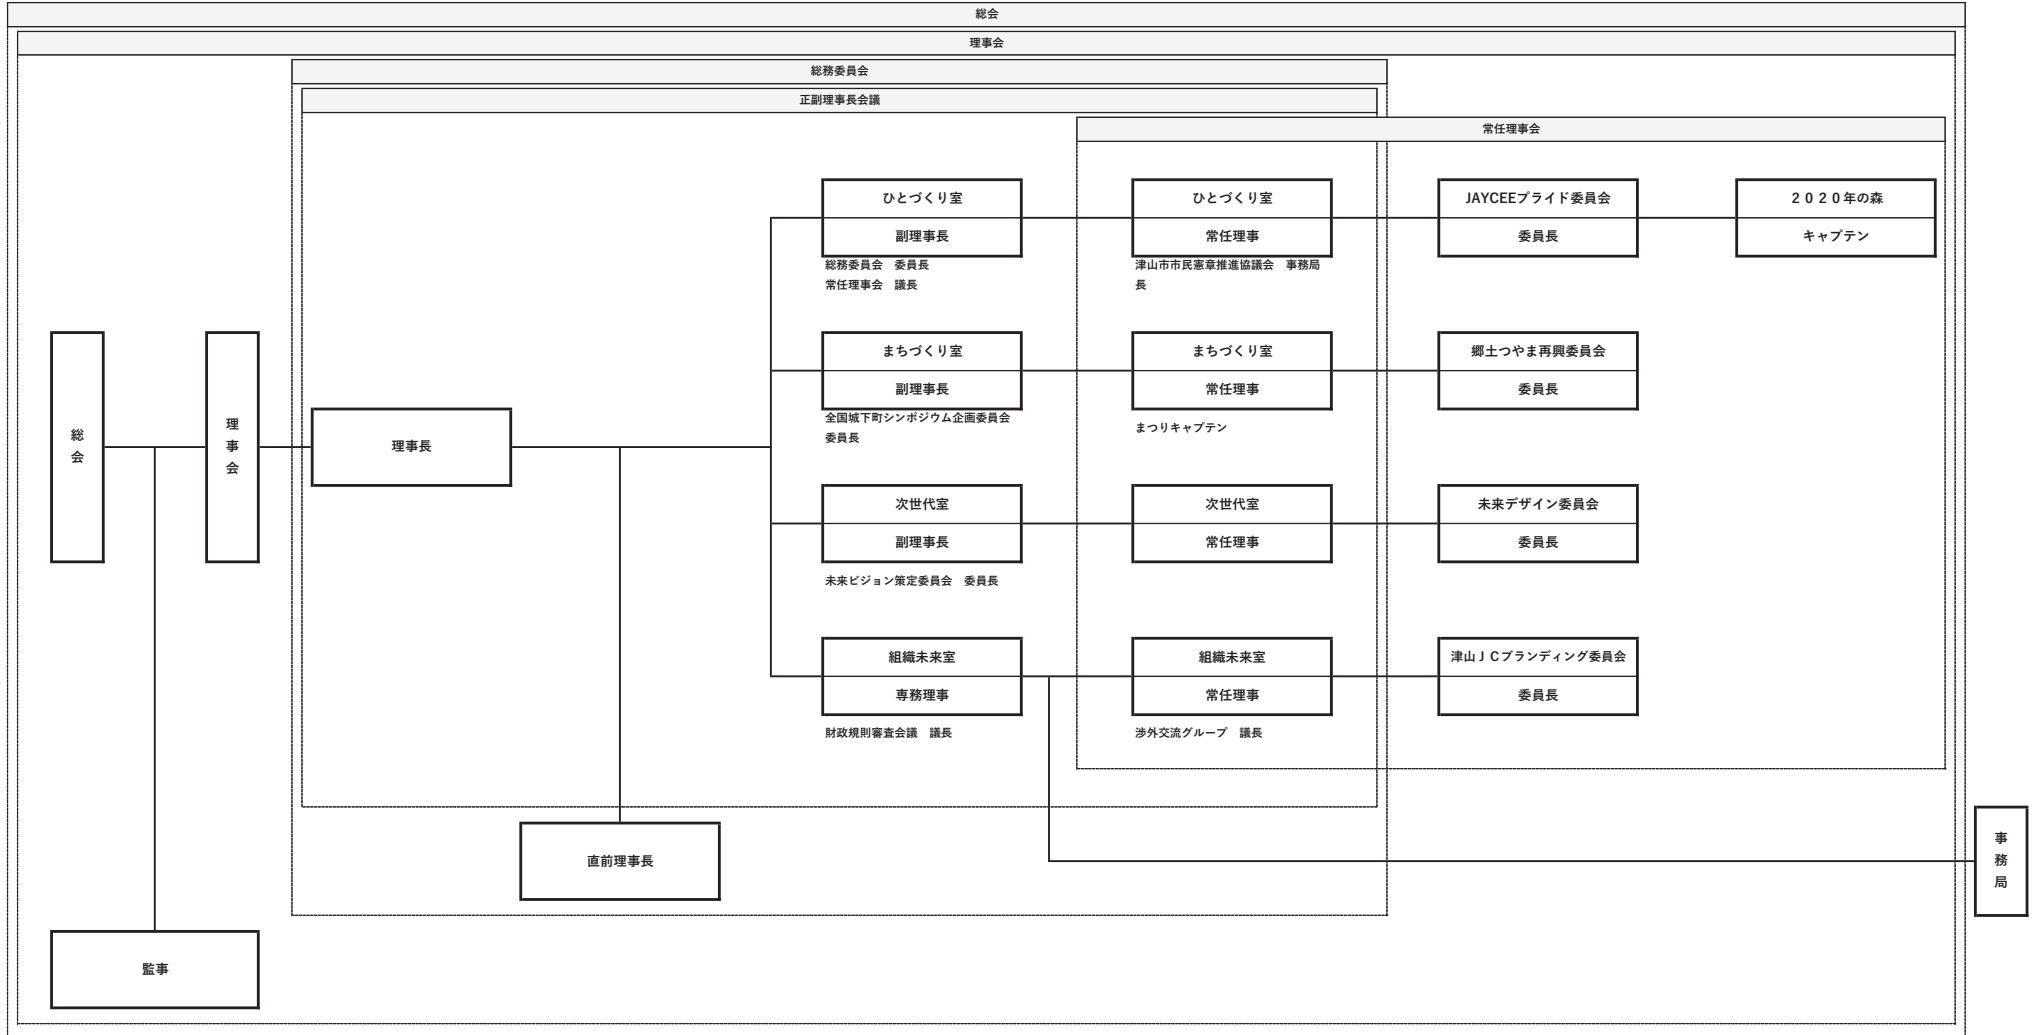 総会
理事会
総務委員会
正副理事長会議
常任理事会
ひとづくり室
副理事長
総務委員会　委員長
常任理事会　議長
ひとづくり室
常任理事
津山市市民憲章推進協議会　事務局
長
JAYCEEプライド委員会
委員長
２０２０年の森
キャプテン
まちづくり室
副理事長
全国城下町シンポジウム企画委員会
委員長
まちづくり室
常任理事
まつりキャプテン
郷土つやま再興委員会
委員長
総会
理事会
理事長
次世代室
副理事長
未来ビジョン策定委員会　委員長
次世代室
常任理事
未来デザイン委員会
委員長
組織未来室
専務理事
財政規則審査会議　議長
組織未来室
常任理事
渉外交流グループ　議長
津山ＪＣブランディング委員会
委員長
直前理事長
事務局
監事